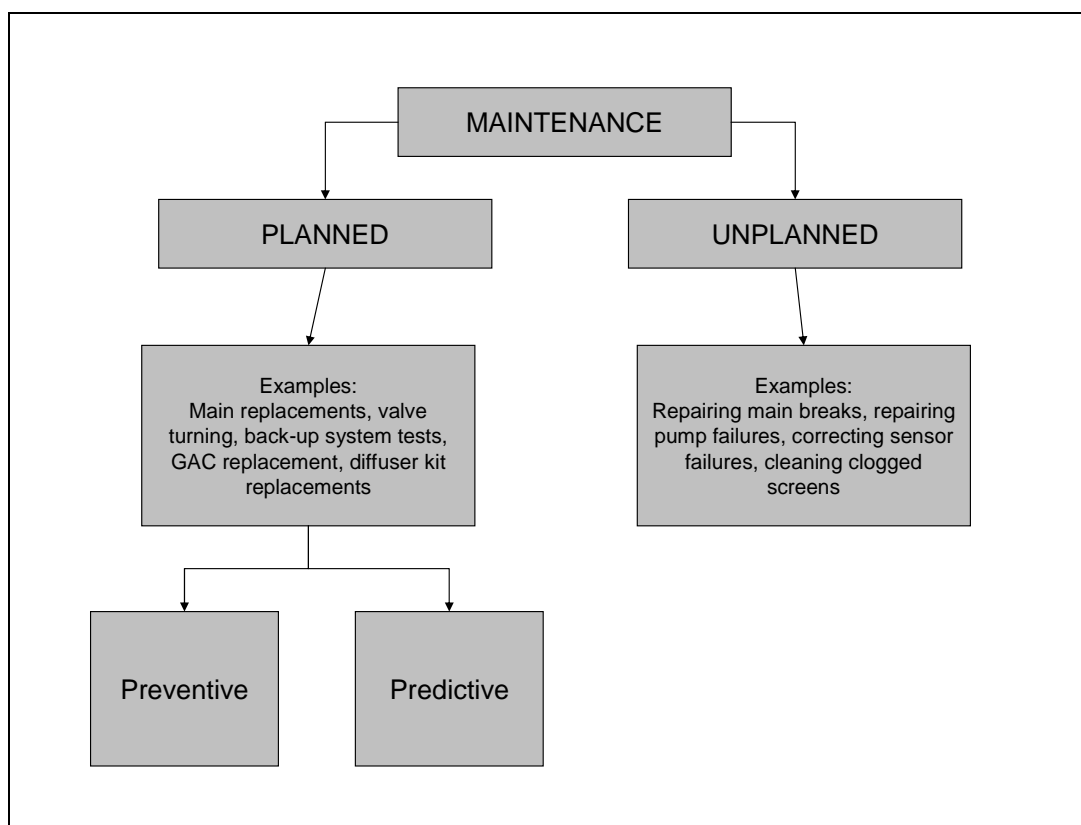 MAINTENANCE
PLANNED
UNPLANNED
Examples:
Main replacements, valve
turning, back-up system tests,
GAC replacement, diffuser kit
replacements
Examples:
Repairing main breaks, repairing
pump failures, correcting sensor
failures, cleaning clogged
screens
Preventive
Predictive